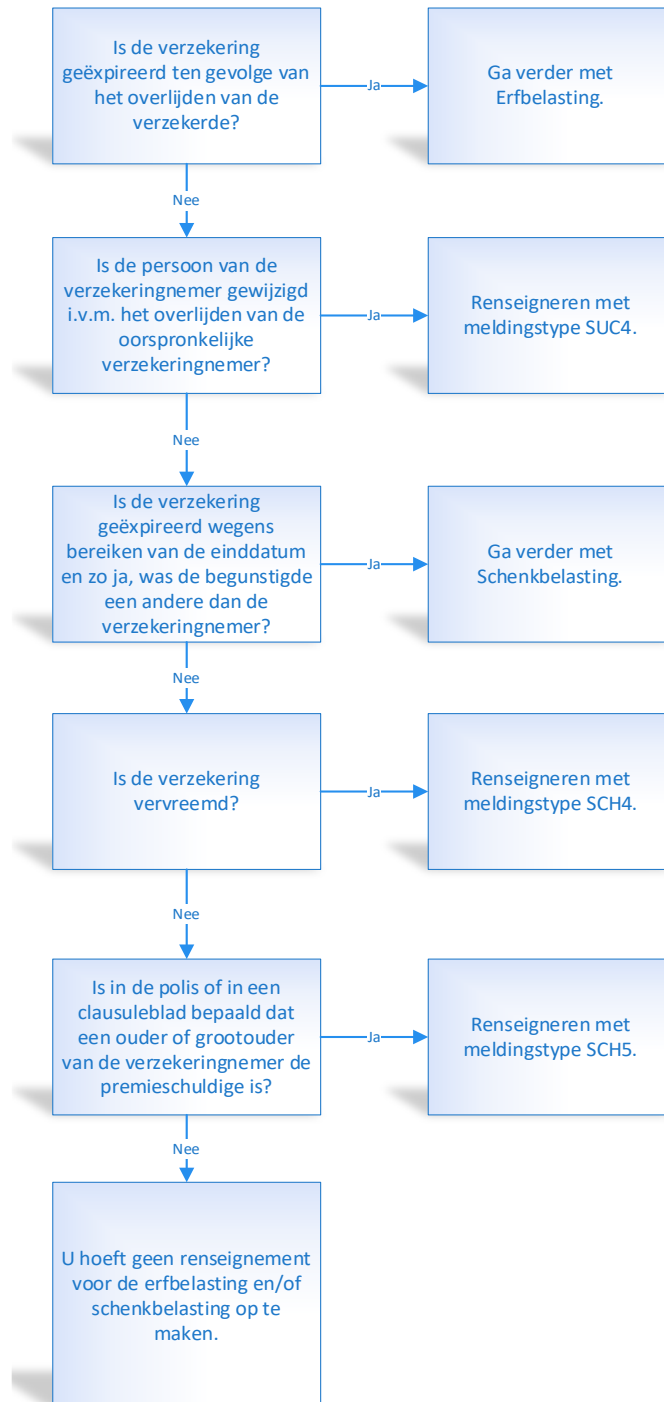 Is de verzekering
geëxpireerd ten gevolge van
het overlijden van de
verzekerde?
Ja
Ga verder met
Erfbelasting.
Nee
Is de persoon van de
verzekeringnemer gewijzigd
i.v.m. het overlijden van de
oorspronkelijke
verzekeringnemer?
Ja
Renseigneren met
meldingstype SUC4.
Nee
Is de verzekering
geëxpireerd wegens
bereiken van de einddatum
en zo ja, was de begunstigde
een andere dan de
verzekeringnemer?
Ja
Ga verder met
Schenkbelasting.
Nee
Is de verzekering
vervreemd?
Ja
Renseigneren met
meldingstype SCH4.
Nee
Is in de polis of in een
clausuleblad bepaald dat
een ouder of grootouder
van de verzekeringnemer de
premieschuldige is?
Ja
Renseigneren met
meldingstype SCH5.
Nee
U hoeft geen renseignement
voor de erfbelasting en/of
schenkbelasting op te
maken.